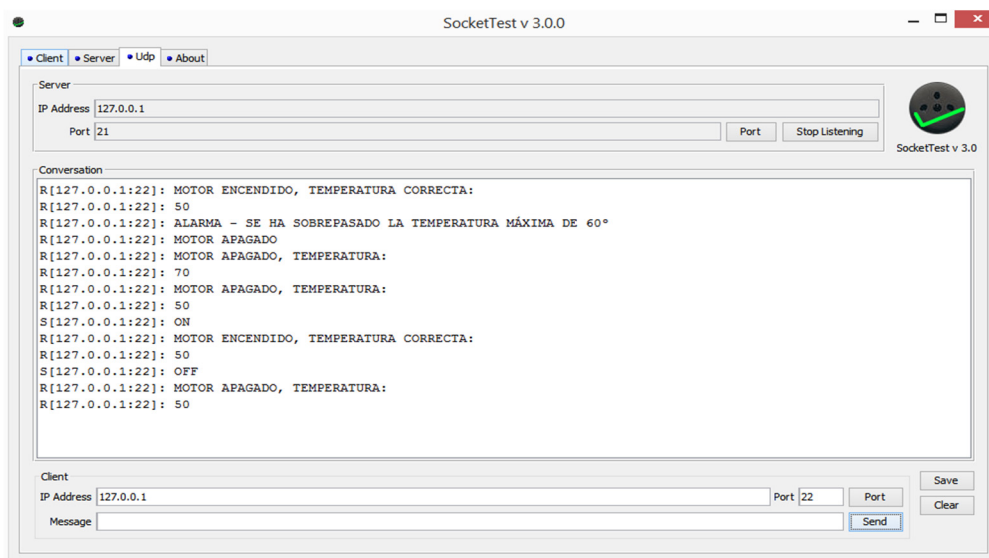 SocketTest v 3.0.0
Client Server Udp About
Server
IP Address 127.0.0.1
Port 21 Port Stop Listening
SocketTest v 3.0
Conversation
R[127.0.0.1:22]: MOTOR ENCENDIDO, TEMPERATURA CORRECTA:
R[127.0.0.1:22]: 50
R[127.0.0.1:22]: ALARMA - SE HA SOBREPASADO LA TEMPERATURA MÁXIMA DE 60º
R[127.0.0.1:22]: MOTOR APAGADO
R[127.0.0.1:22]: MOTOR APAGADO, TEMPERATURA:
R[127.0.0.1:22]: 70
R[127.0.0.1:22]: MOTOR APAGADO, TEMPERATURA:
R[127.0.0.1:22]: 50
S[127.0.0.1:22]: ON
R[127.0.0.1:22]: MOTOR ENCENDIDO, TEMPERATURA CORRECTA:
R[127.0.0.1:22]: 50
S[127.0.0.1:22]: OFF
R[127.0.0.1:22]: MOTOR APAGADO, TEMPERATURA:
R[127.0.0.1:22]: 50
Client
IP Address 127.0.0.1 Port 22 Port
Message Send
Save
Clear